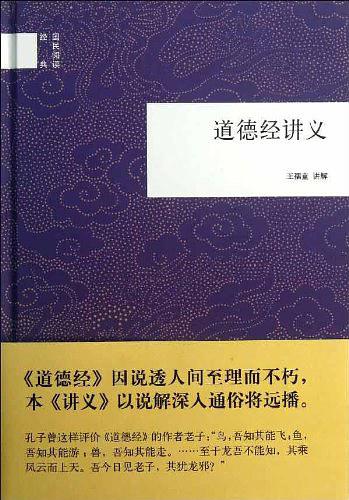 国民阅读
经典
道德经讲义
王孺童 讲解
《道德经》因说透人间至理而不朽，
本《讲义》以说解深入通俗将远播。
孔子曾这样评价《道德经》的作者老子：“鸟，吾知其能飞；鱼，
吾知其能游；兽，吾知其能走。……至于龙吾不能知，其乘
风云而上天。吾今日见老子，其犹龙邪？”